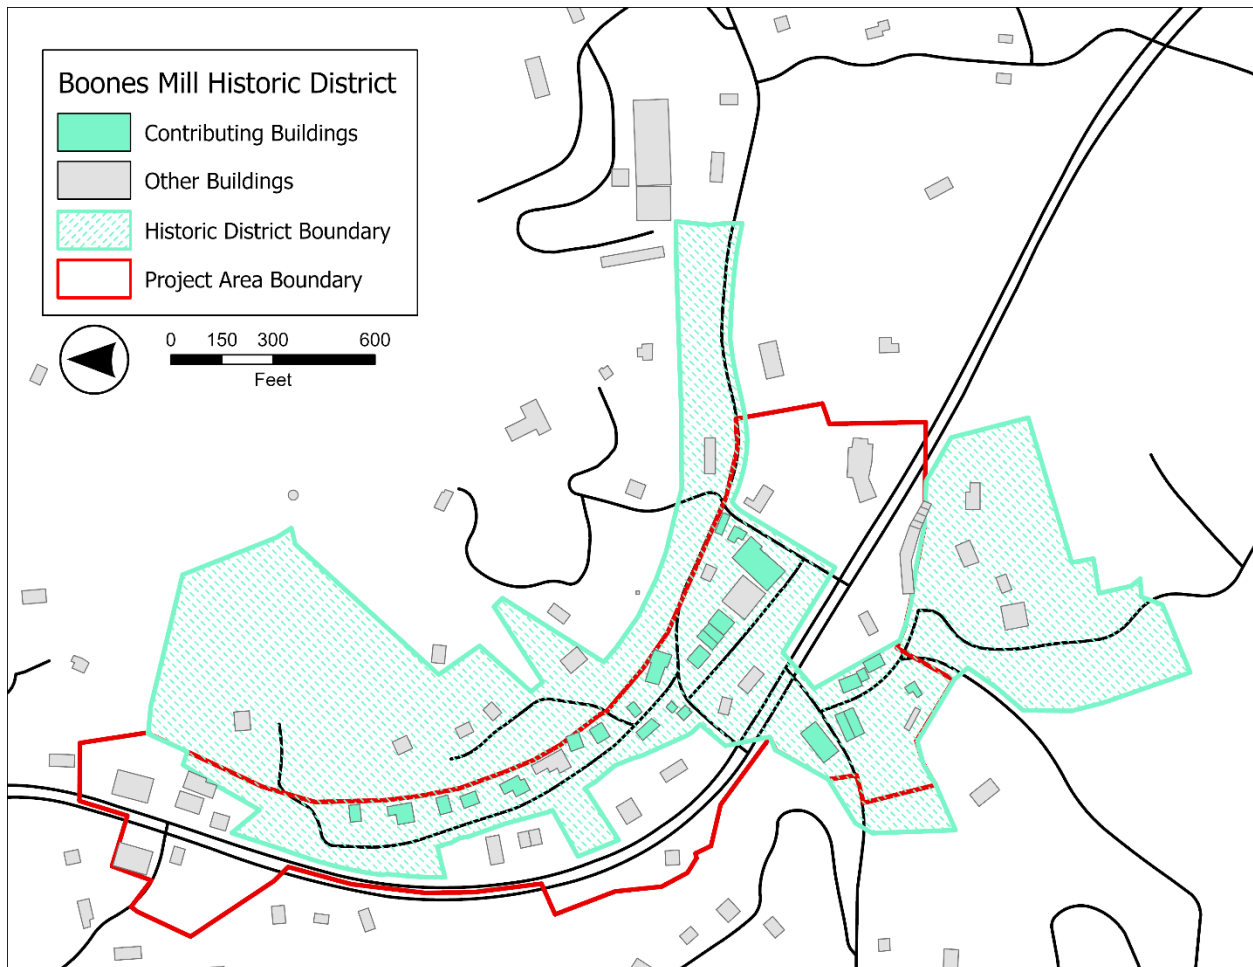 Boones Mill Historic District
Contributing Buildings
Other Buildings
Historic District Boundary
Project Area Boundary
0 150 300 600
Feet